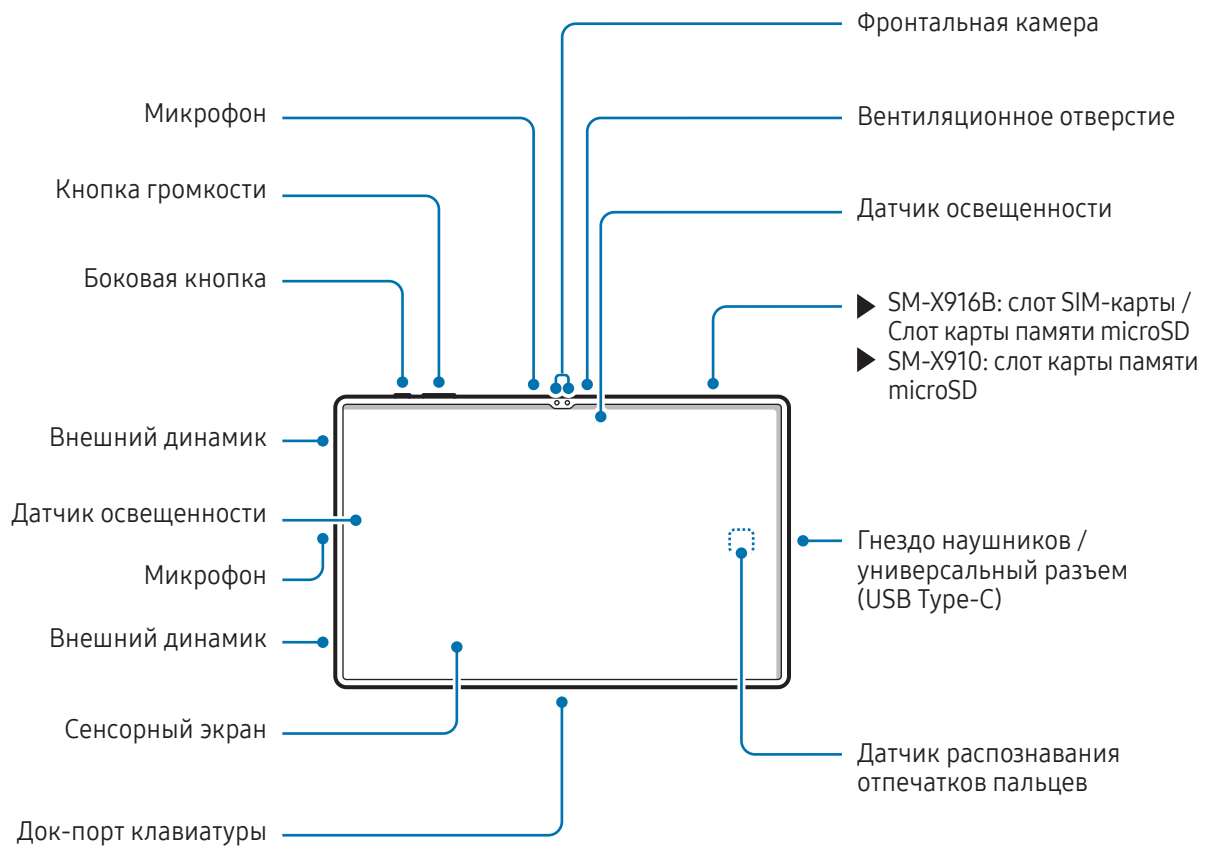 Фронтальная камера
Микрофон
Вентиляционное отверстие
Кнопка громкости
Датчик освещенности
Боковая кнопка
SM-X916B: слот SIM-карты /
Слот карты памяти microSD
SM-X910: слот карты памяти
microSD
Внешний динамик
Датчик освещенности
Микрофон
Гнездо наушников /
универсальный разъем
(USB Type-C)
Внешний динамик
Сенсорный экран
Датчик распознавания
отпечатков пальцев
Док-порт клавиатуры